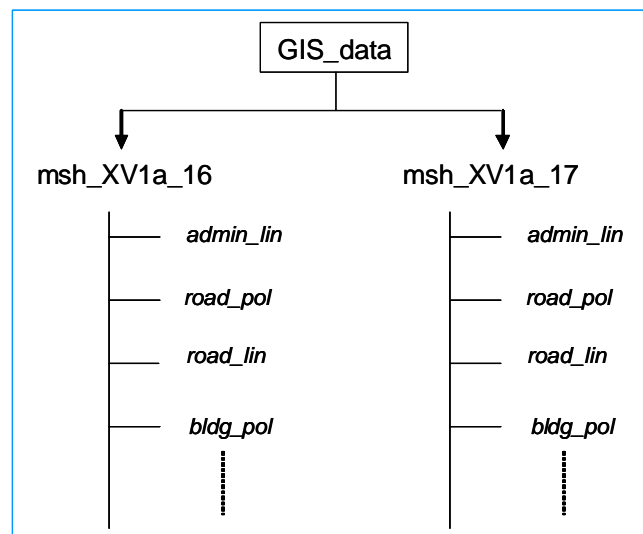 GIS_data
msh_XV1a_16
msh_XV1a_17
admin_lin
road_pol
road_lin
bldg_pol
admin_lin
road_pol
road_lin
bldg_pol